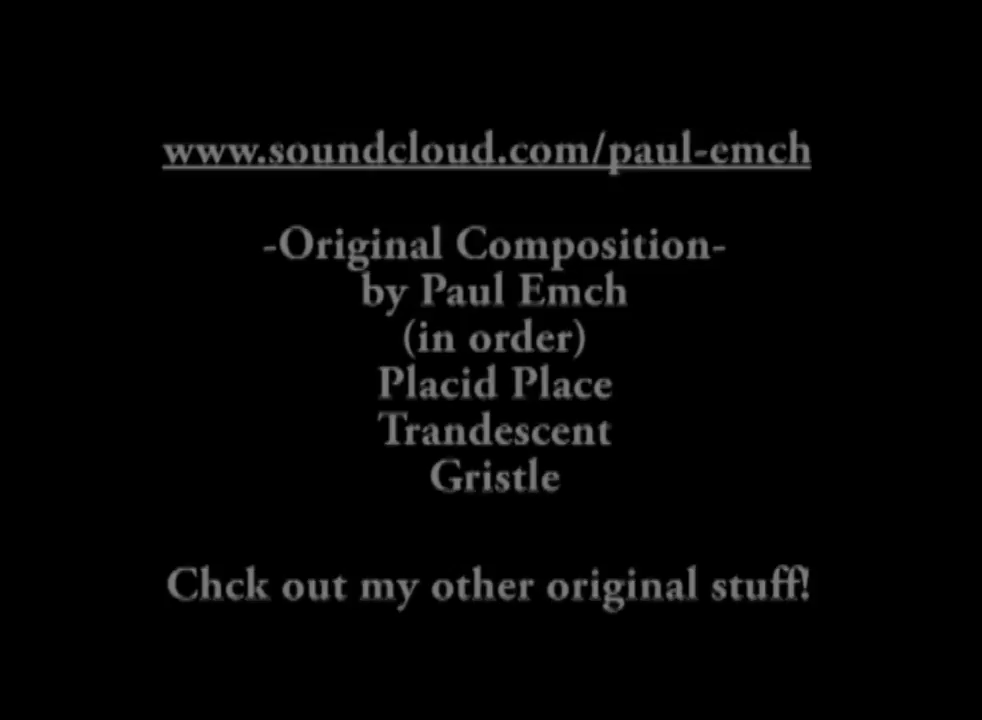 www.soundcloud.com/paul-emch
-Original Composition-
by Paul Emch
(in order)
Placid Place
Trandescent
Gristle
Chck out my other original stuff!